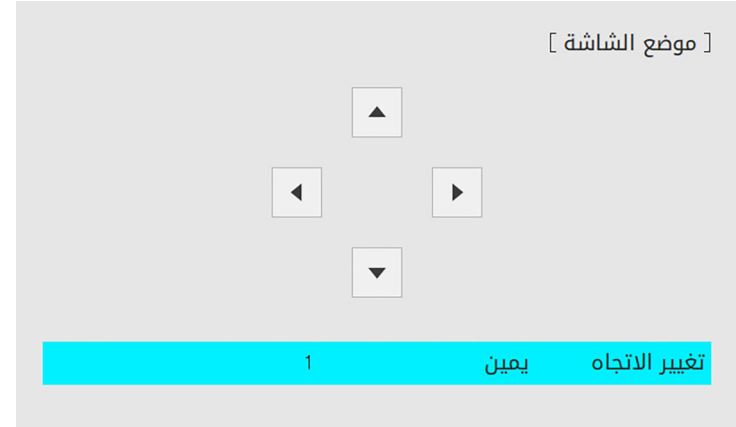 [ موضع الشاشة ]
تغيير الاتجاه يمين 1